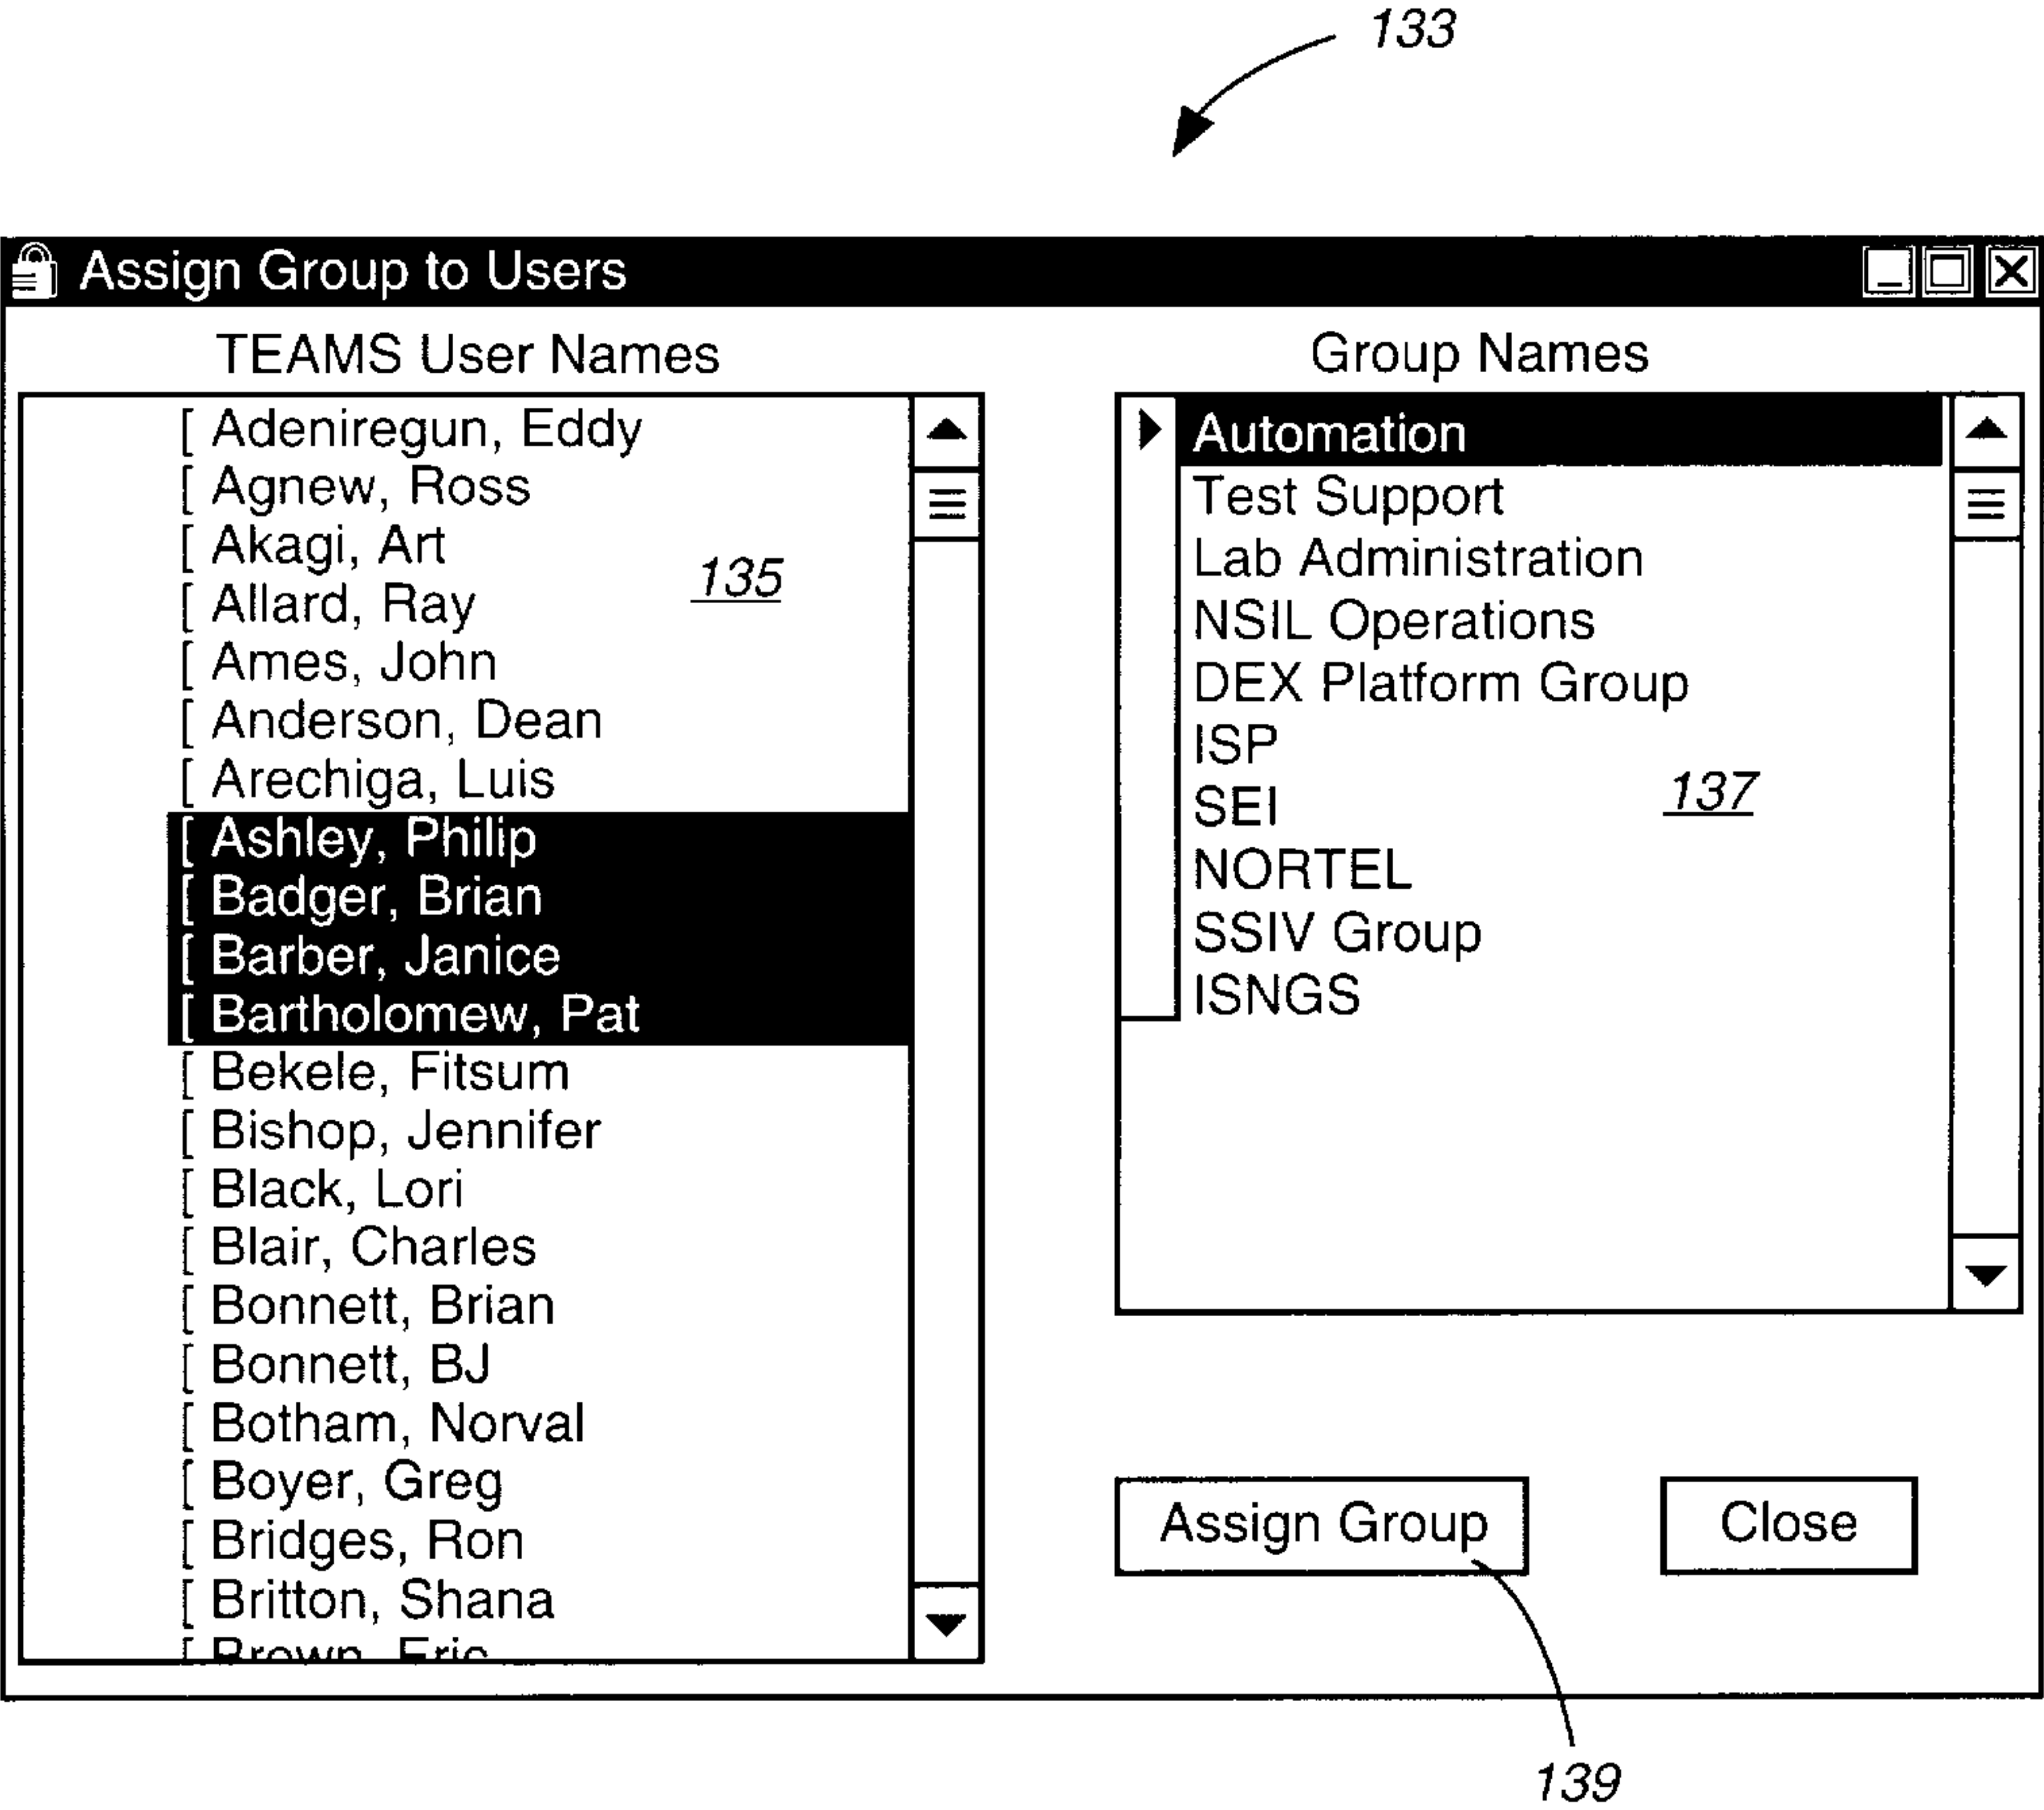 133
Assign Group to Users
TEAMS User Names
[ Adeniregun, Eddy
[ Agnew, Ross
[ Akagi, Art
135
[ Allard, Ray
[ Ames, John
[ Anderson, Dean
[ Arechiga, Luis
[ Ashley, Philip
[ Badger, Brian
[ Barber, Janice
[ Bartholomew, Pat
[ Bekele, Fitsum
[ Bishop, Jennifer
[ Black, Lori
[ Blair, Charles
[ Bonnett, Brian
[ Bonnett, BJ
[ Botham, Norval
[ Boyer, Greg
[ Bridges, Ron
[ Britton, Shana
[ Brown, Eric
Group Names
Automation
Test Support
Lab Administration
NSIL Operations
DEX Platform Group
ISP
SEI
137
NORTEL
SSIV Group
ISNGS
Assign Group
Close
139